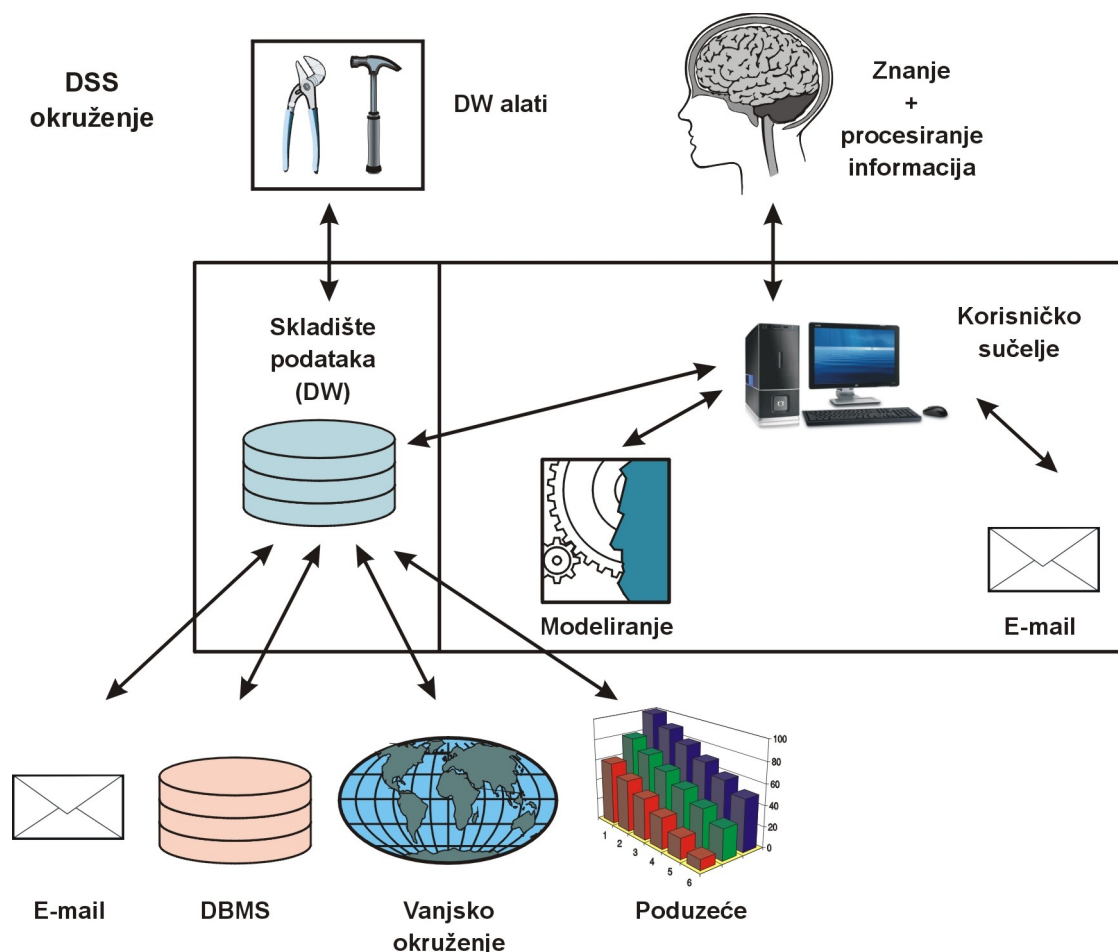 DSS
okruženje
DW alati
Znanje
+
procesiranje
informacija
Skladište
podataka
(DW)
Korisničko
sučelje
Modeliranje
E-mail
100
80
60
40
20
0
1
2
3
4
5
6
E-mail
DBMS
Vanjsko
okruženje
Poduzeće